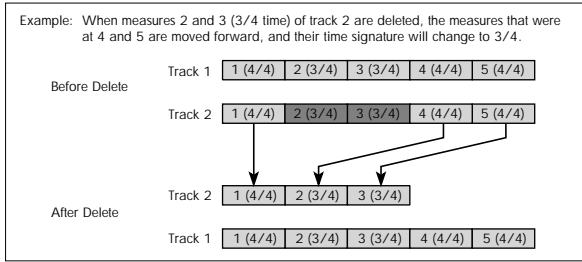 Example: When measures 2 and 3 (3/4 time) of track 2 are deleted, the measures that were
at 4 and 5 are moved forward, and their time signature will change to 3/4.
Track 1 1 (4/4) 2 (3/4) 3 (3/4) 4 (4/4) 5 (4/4)
Before Delete
Track 2 1 (4/4) 2 (3/4) 3 (3/4) 4 (4/4) 5 (4/4)
Track 2 1 (4/4) 2 (3/4) 3 (3/4)
After Delete
Track 1 1 (4/4) 2 (3/4) 3 (3/4) 4 (4/4) 5 (4/4)